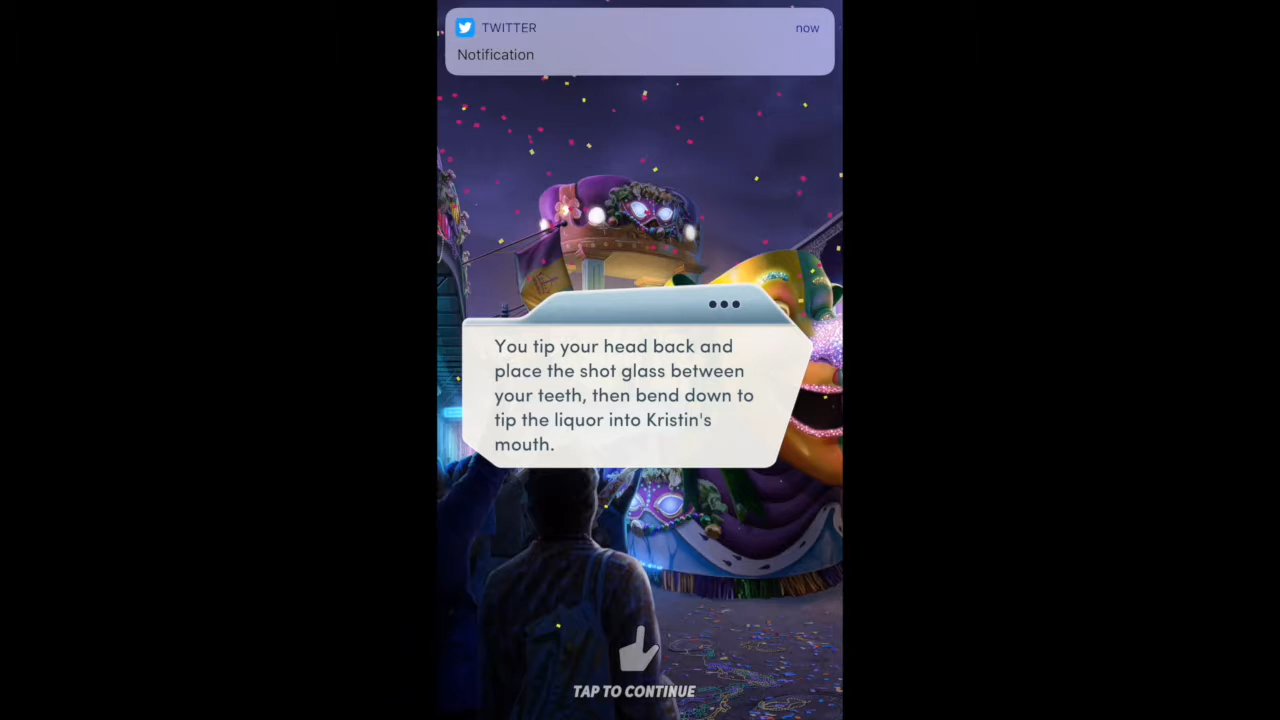 TWITTER now
Notification
You tip your head back and
place the shot glass between
your teeth, then bend down to
tip the liquor into Kristin's
mouth.
TAP TO CONTINUE